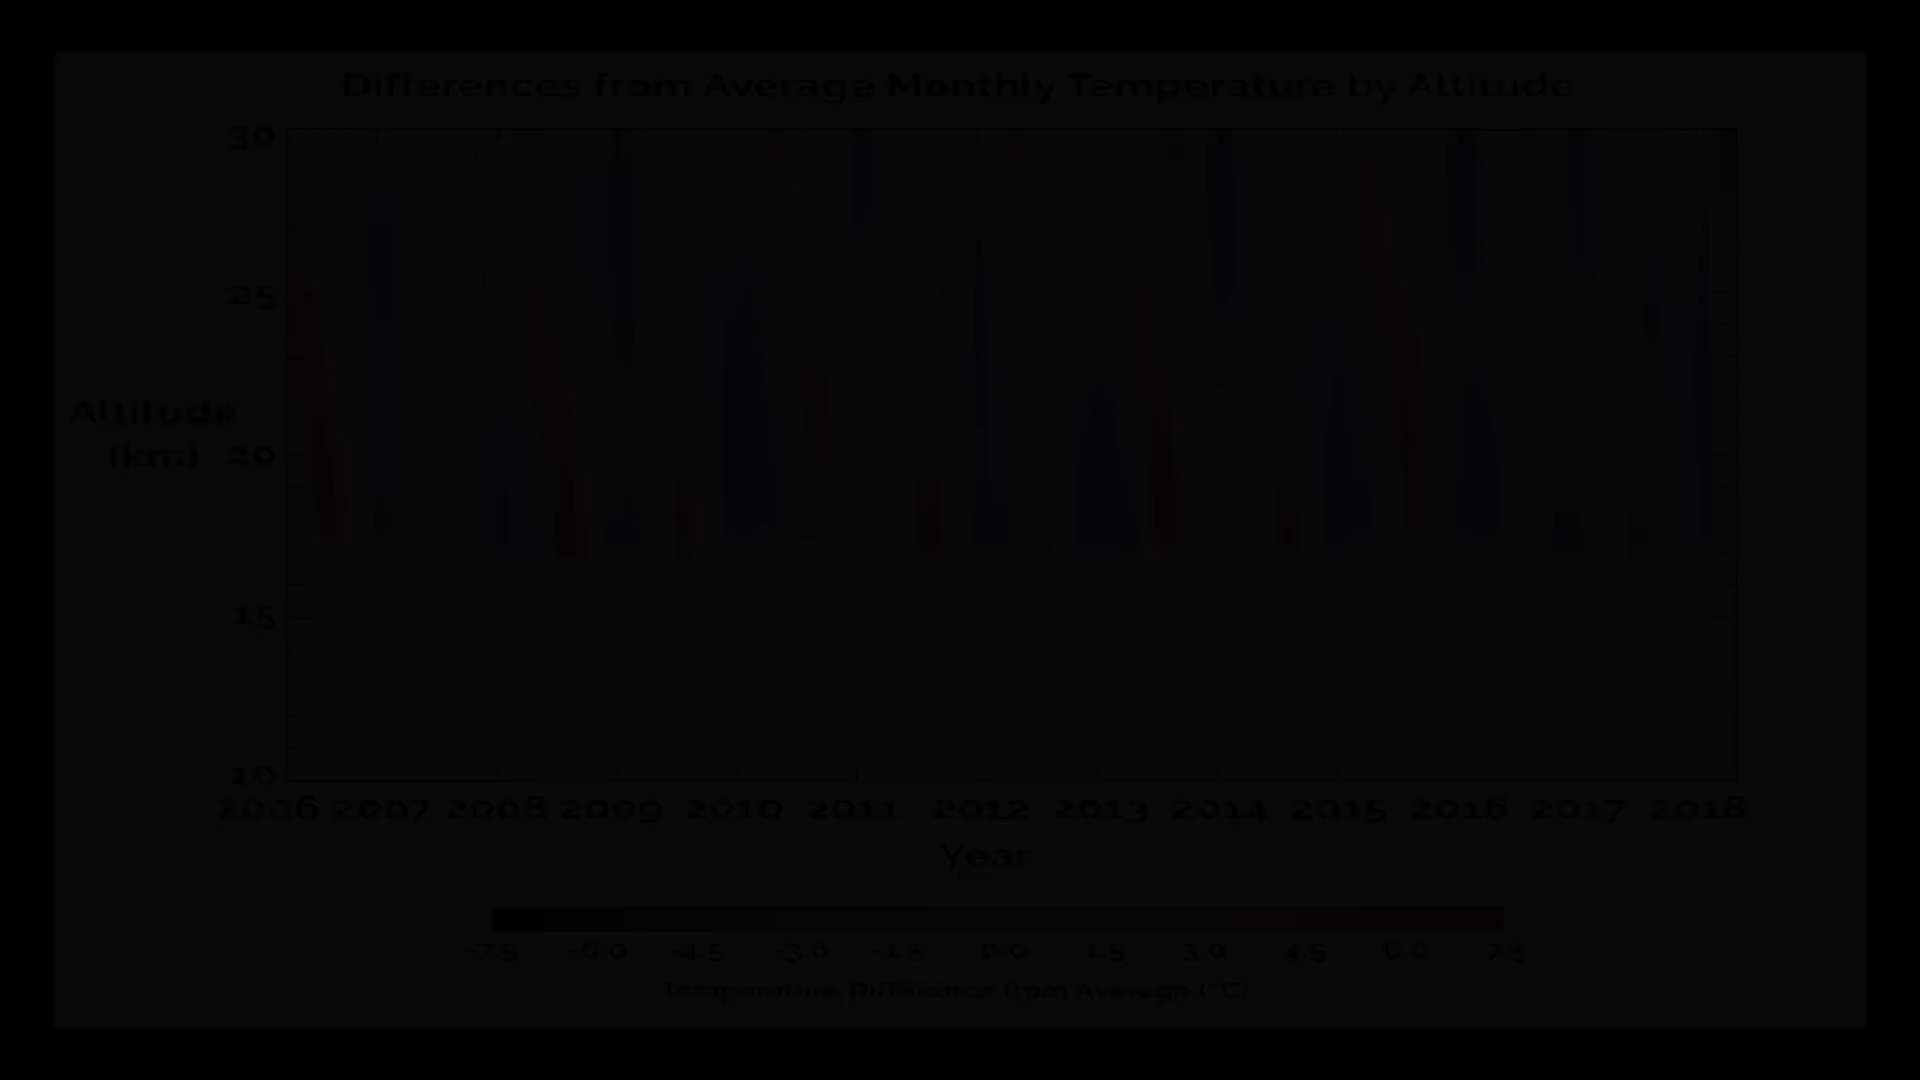 Differences from Average Monthly Temperature by Altitude
30
25
Altitude
(km)
20
15
10
2006 2007 2008 2009 2010 2011 2012 2013 2014 2015 2016 2017 2018
Year
-7.5 -6.0 -4.5 -3.0 -1.5 0.0 1.5 3.0 4.5 6.0 7.5
Temperature Difference from Average (°C)